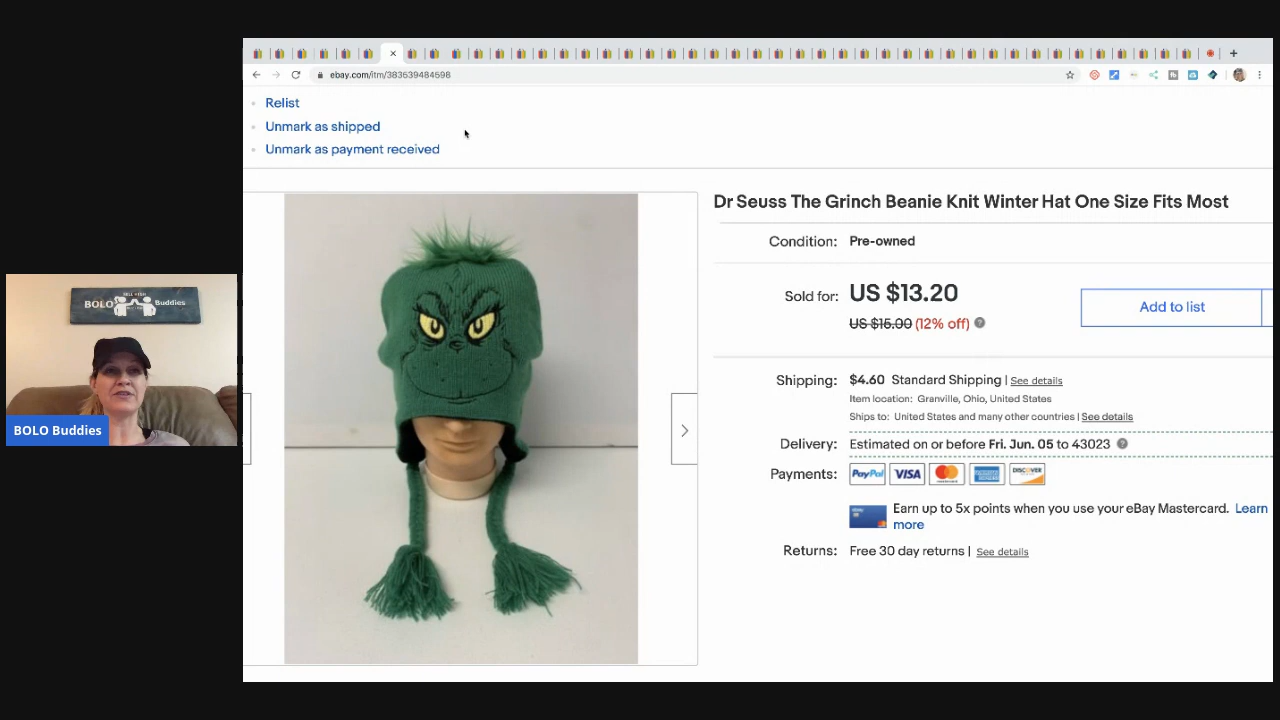 ebay.com/itm/383539484598
Relist
Unmark as shipped
Unmark as payment received
Dr Seuss The Grinch Beanie Knit Winter Hat One Size Fits Most
Condition: Pre-owned
Sold for: US $13.20
US $15.00 (12% off)
Add to list
Shipping: $4.60 Standard Shipping | See details
Item location: Granville, Ohio, United States
Ships to: United States and many other countries | See details
Delivery: Estimated on or before Fri. Jun. 05 to 43023
Payments: PayPal VISA DISCOVER
Earn up to 5x points when you use your eBay Mastercard. Learn
more
Returns: Free 30 day returns | See details
BOLO Buddies
BOLO Buddies